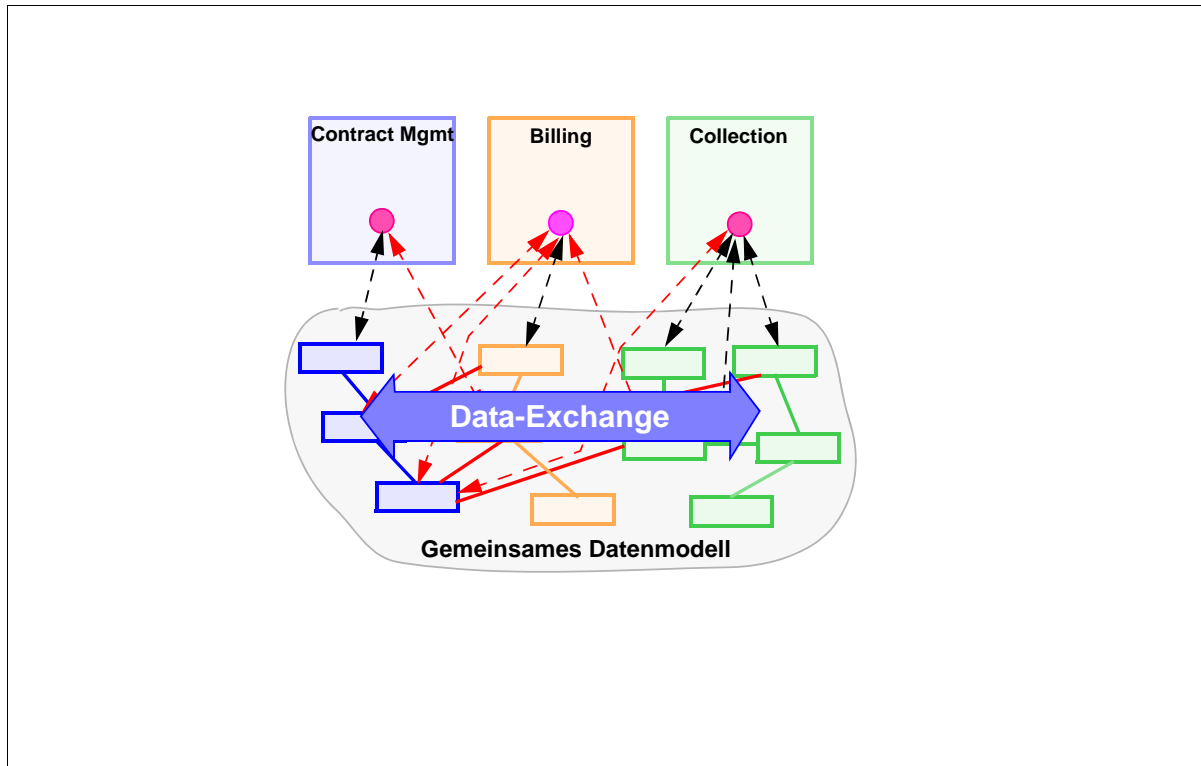 Contract Mgmt
Billing
Collection
Data-Exchange
Gemeinsames Datenmodell